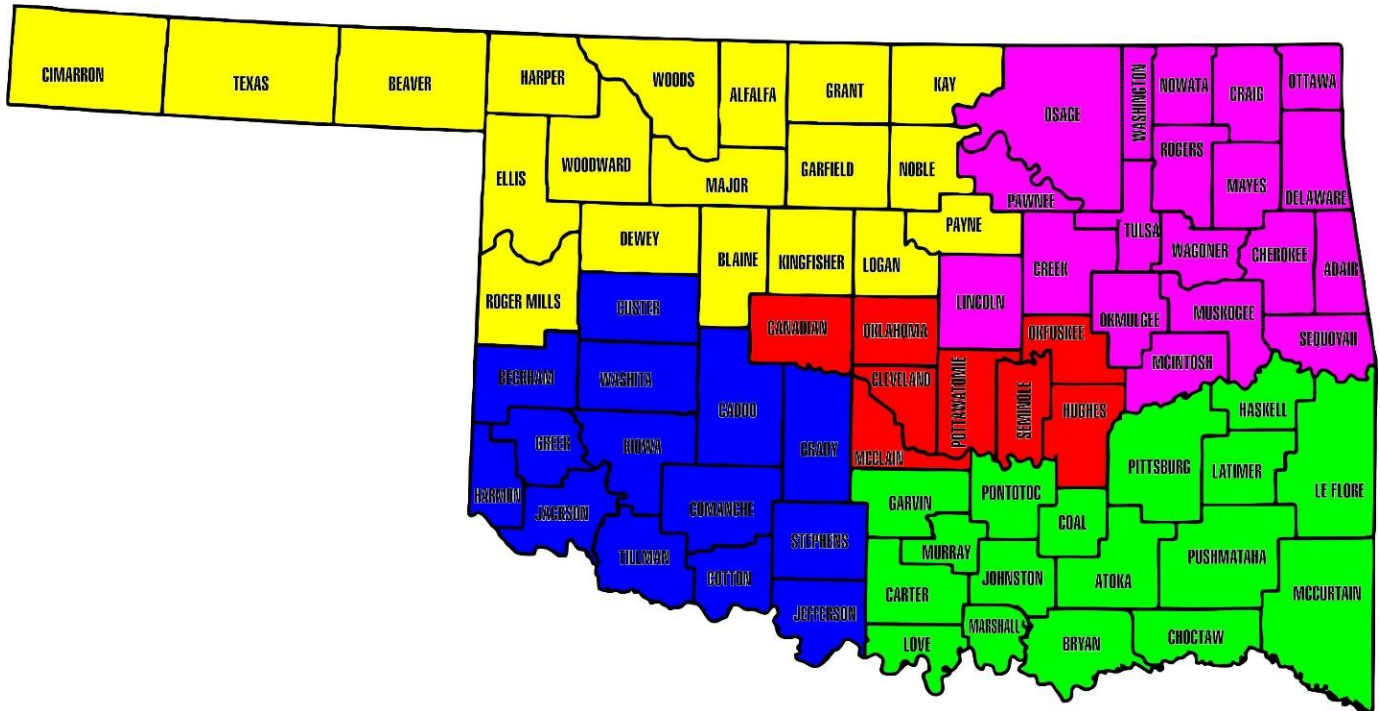 CIMARRON
TEXAS
BEAVER
HARPER
WOODS
ALFALFA
GRANT
KAY
OSAGE
WASHINGTON
NOWATA
CRAIG
OTTAWA
ELLIS
WOODWARD
MAJOR
GARFIELD
NOBLE
PAWNEE
ROGERS
MAYES
DELAWARE
DEWEY
BLAINE
KINGFISHER
LOGAN
PAYNE
CREEK
TULSA
WAGONER
CHEROKEE
ADAIR
ROGER MILLS
CUSTER
CANADIAN
OKLAHOMA
LINCOLN
OKFUSKEE
OKMULGEE
MUSKOGEE
SEQUOYAH
BECKHAM
WASHITA
CADDO
GRADY
CLEVELAND
POTTAWATOMIE
SEMINOLE
HUGHES
MCINTOSH
HASKELL
GREER
KIOWA
MCCLAIN
PITTSBURG
LATIMER
LE FLORE
HARMON
JACKSON
COMANCHE
GARVIN
PONTOTOC
COAL
TILLMAN
COTTON
STEPHENS
MURRAY
JOHNSTON
ATOKA
PUSHMATAHA
MCCURTAIN
JEFFERSON
CARTER
LOVE
MARSHALL
BRYAN
CHOCTAW